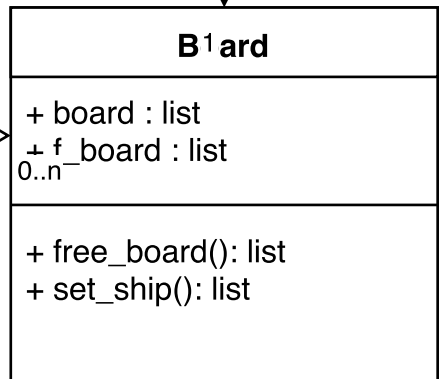 B1ard
+ board : list
+ f_board : list
0..n
+ free_board(): list
+ set_ship(): list